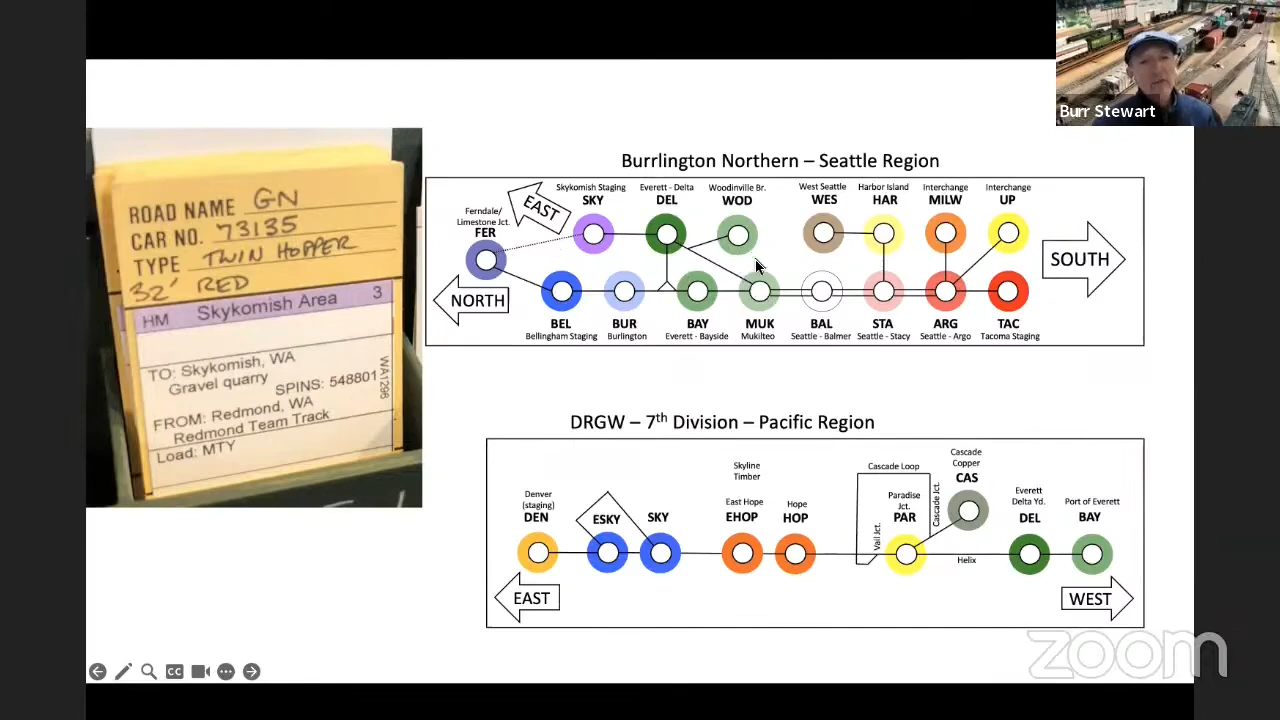 Burr Stewart
ROAD NAME GN
CAR NO. 73135
TYPE TWIN HOPPER
32' RED
HM Skykomish Area 3
TO: Skykomish, WA
Gravel quarry
SPINS: 548801
WA1296
FROM: Redmond, WA
Redmond Team Track
Load: MTY
Burrlington Northern – Seattle Region
Skykomish Staging
SKY
Everett - Delta
DEL
Woodinville Br.
WOD
West Seattle
WES
Harbor Island
HAR
Interchange
MILW
Interchange
UP
EAST
Ferndale/
Limestone Jct.
FER
NORTH
SOUTH
BEL
Bellingham Staging
BUR
Burlington
BAY
Everett - Bayside
MUK
Mukilteo
BAL
Seattle - Balmer
STA
Seattle - Stacy
ARG
Seattle - Argo
TAC
Tacoma Staging
DRGW – 7th Division – Pacific Region
Denver
(staging)
DEN
ESKY
SKY
Skyline
Timber
East Hope
EHOP
Hope
HOP
Cascade Loop
Vail Jct.
Paradise
Jct.
PAR
Cascade Jct.
Cascade
Copper
CAS
Helix
Everett
Delta Yd.
DEL
Port of Everett
BAY
EAST
WEST
CC
zoom